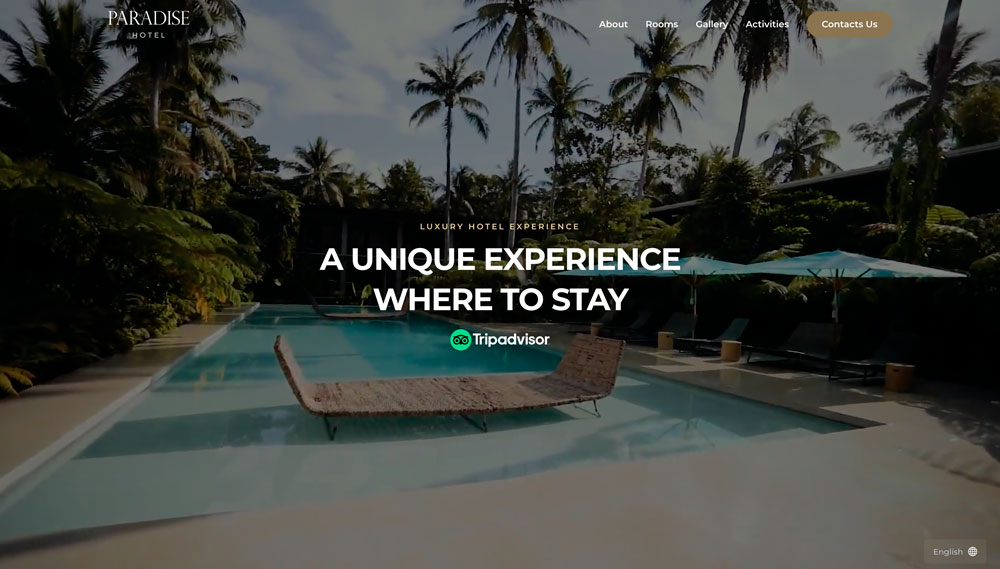 PARADISE
HOTEL
About
Rooms
Gallery
Activities
Contacts Us
LUXURY HOTEL EXPERIENCE
A UNIQUE EXPERIENCE
WHERE TO STAY
Tripadvisor
English